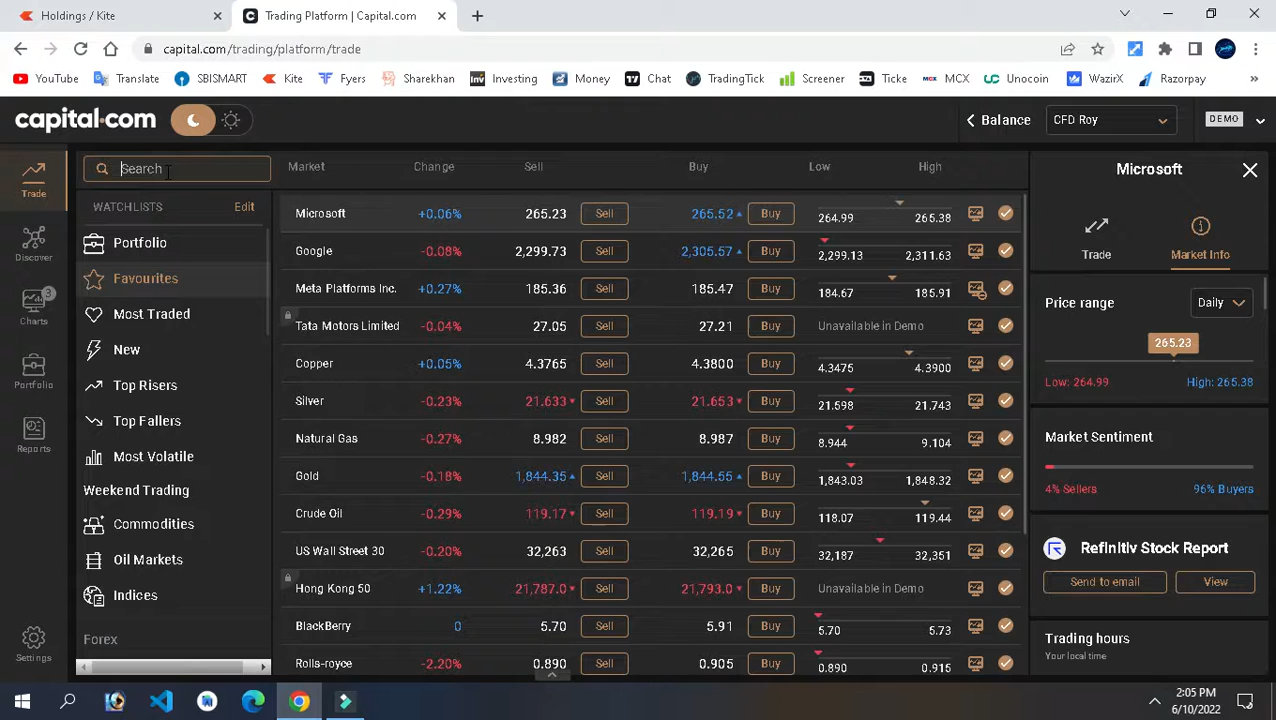 Holdings / Kite
Trading Platform | Capital.com
capital.com/trading/platform/trade
YouTube Translate SBISMART Kite Fyers Sharekhan Investing Money Chat TradingTick Screener Ticke MCX Unocoin WazirX Razorpay
capital.com Balance CFD Roy DEMO
Trade
Discover
3
Charts
Portfolio
Reports
Settings
Search
WATCHLISTS Edit
Portfolio
Favourites
Most Traded
New
Top Risers
Top Fallers
Most Volatile
Weekend Trading
Commodities
Oil Markets
Indices
Forex
Market Change Sell Buy Low High
Microsoft +0.06% 265.23 Sell 265.52 Buy 264.99 265.38
Google -0.08% 2,299.73 Sell 2,305.57 Buy 2,299.13 2,311.63
Meta Platforms Inc. +0.27% 185.36 Sell 185.47 Buy 184.67 185.91
Tata Motors Limited -0.04% 27.05 Sell 27.21 Buy Unavailable in Demo
Copper +0.05% 4.3765 Sell 4.3800 Buy 4.3475 4.3900
Silver -0.23% 21.633 Sell 21.653 Buy 21.598 21.743
Natural Gas -0.27% 8.982 Sell 8.987 Buy 8.944 9.104
Gold -0.18% 1,844.35 Sell 1,844.55 Buy 1,843.03 1,848.32
Crude Oil -0.29% 119.17 Sell 119.19 Buy 118.07 119.44
US Wall Street 30 -0.20% 32,263 Sell 32,265 Buy 32,187 32,351
Hong Kong 50 +1.22% 21,787.0 Sell 21,793.0 Buy Unavailable in Demo
BlackBerry 0 5.70 Sell 5.91 Buy 5.70 5.73
Rolls-royce -2.20% 0.890 Sell 0.905 Buy 0.890 0.915
Microsoft
Trade Market Info
Price range Daily
265.23
Low: 264.99 High: 265.38
Market Sentiment
4% Sellers 96% Buyers
Refinitiv Stock Report
Send to email View
Trading hours
Your local time
2:05 PM
6/10/2022